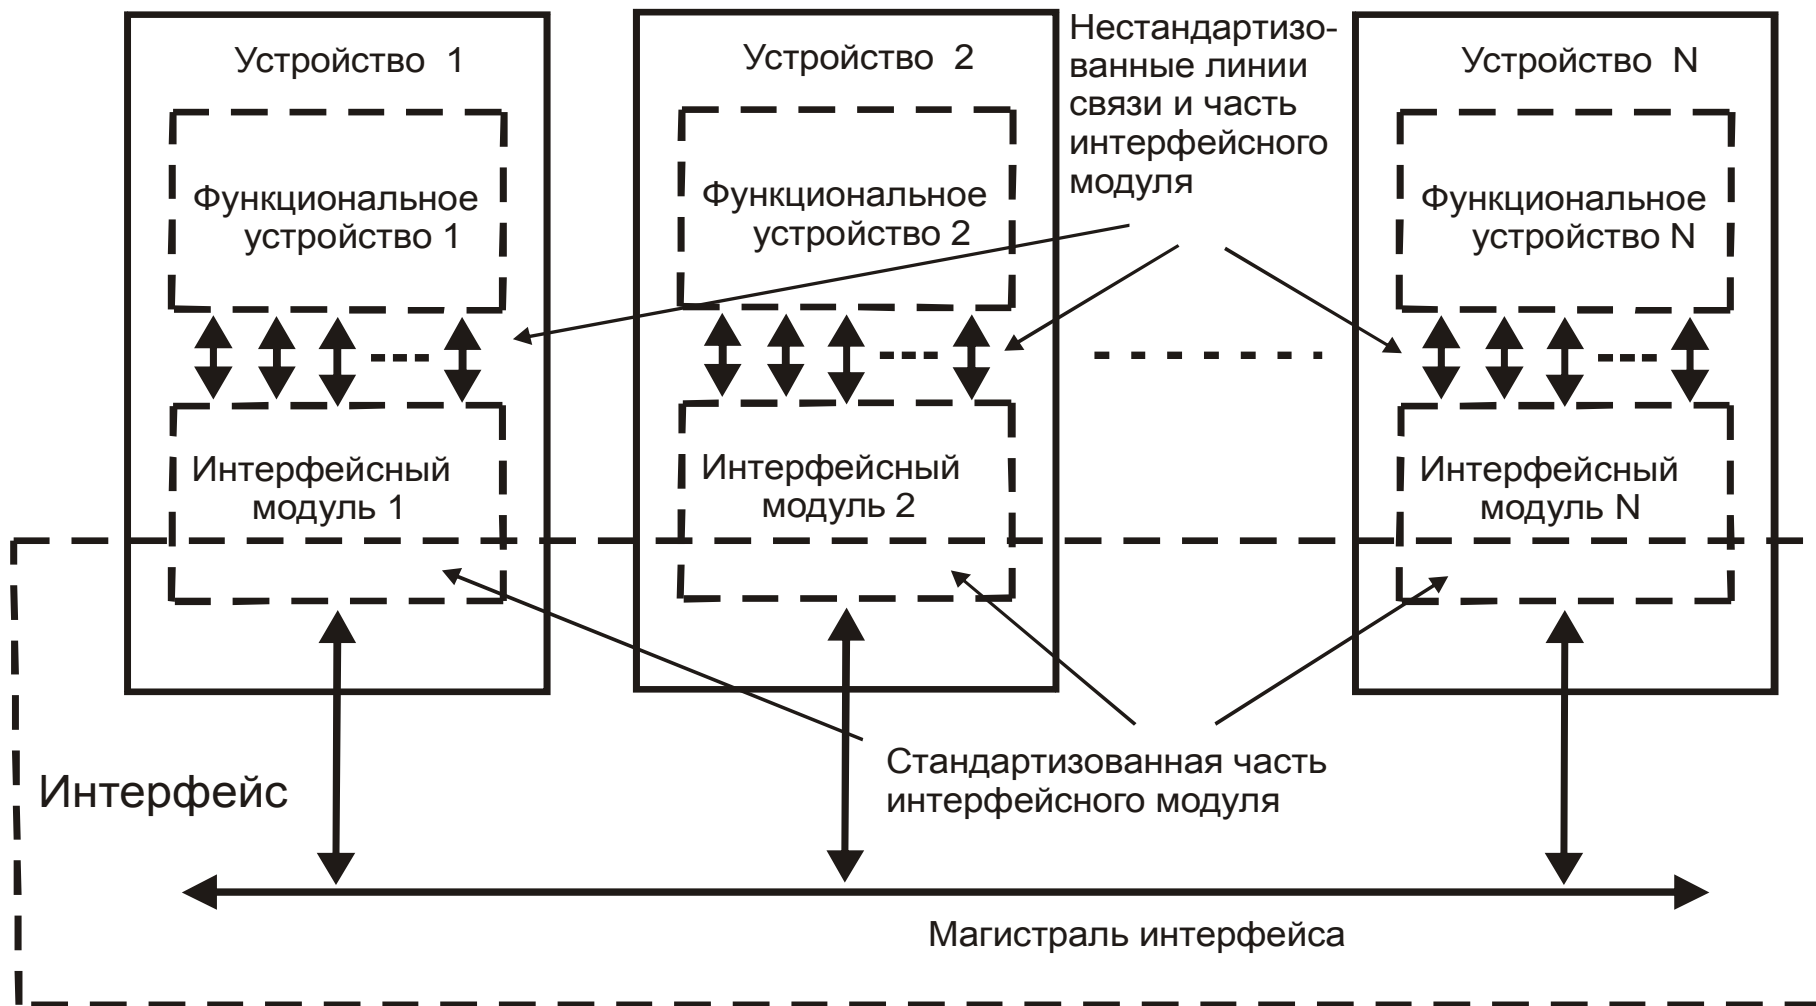 Устройство 1
Устройство 2
Нестандартизо-
ванные линии
связи и часть
интерфейсного
модуля
Устройство N
Функциональное
устройство 1
Функциональное
устройство 2
Функциональное
устройство N
Интерфейсный
модуль 1
Интерфейсный
модуль 2
Интерфейсный
модуль N
Стандартизованная часть
интерфейсного модуля
Интерфейс
Магистраль интерфейса